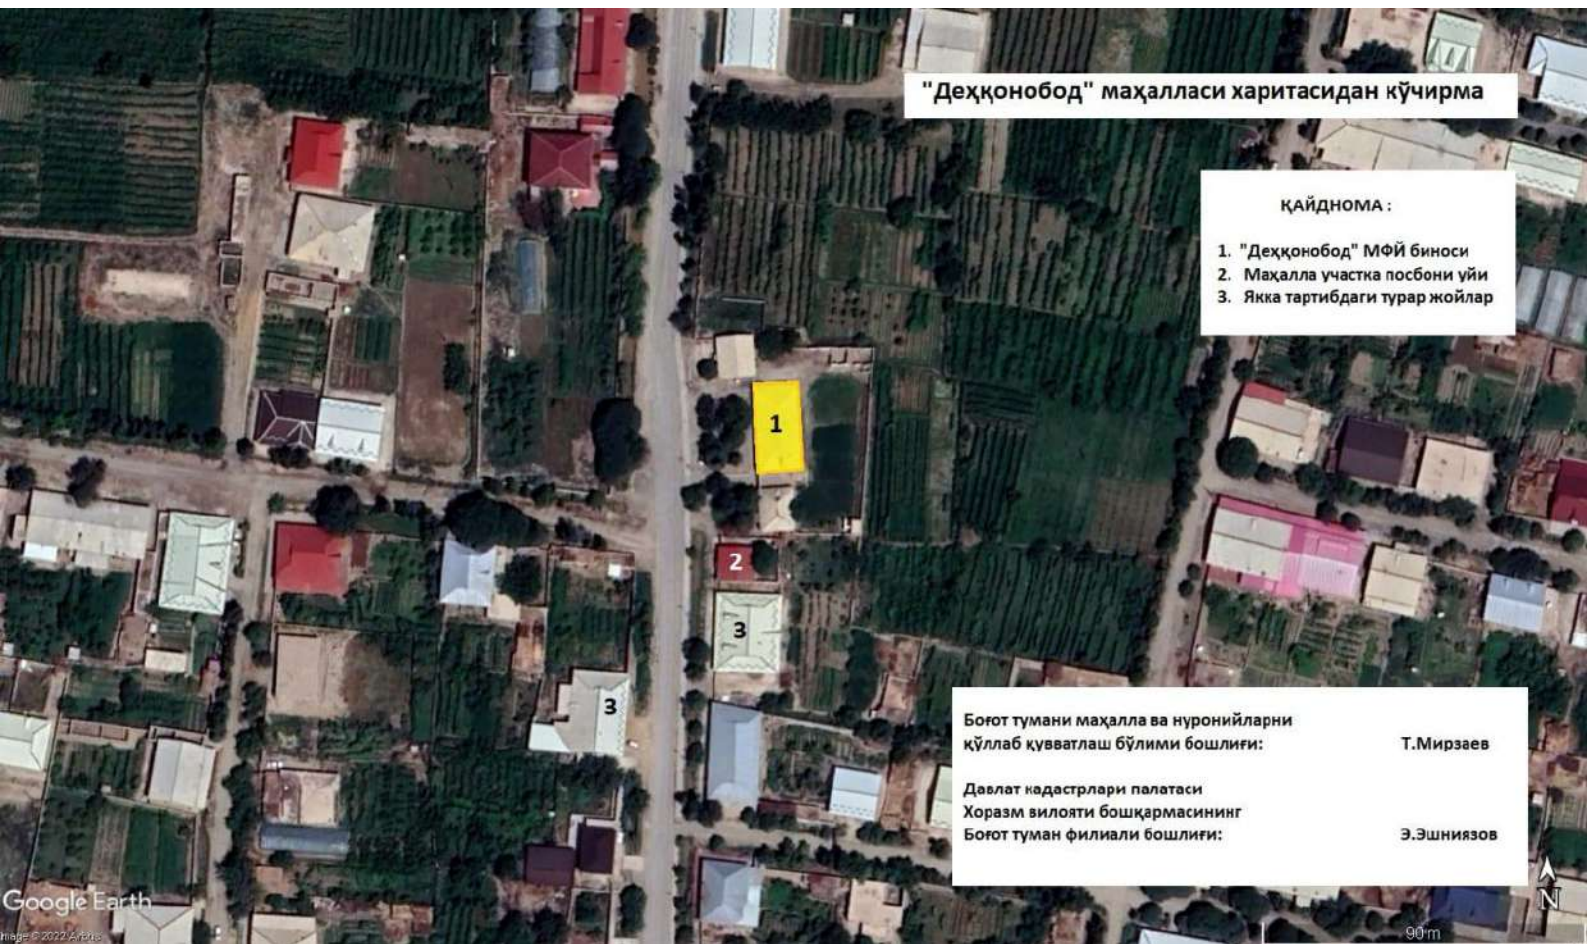 "Деҳқонобод" маҳалласи харитасидан кўчирма
ҚАЙДНОМА :
1. "Деҳқонобод" МФЙ биноси
2. Маҳалла участка посбони уйи
3. Якка тартибдаги турар жойлар
1
2
3
3
Боғот тумани маҳалла ва нуронийларни
қўллаб қувватлаш бўлими бошлиғи: Т.Мирзаев
Давлат кадастрлари палатаси
Хоразм вилояти бошқармасининг
Боғот туман филиали бошлиғи: Э.Эшниязов
Google Earth
N
90 m